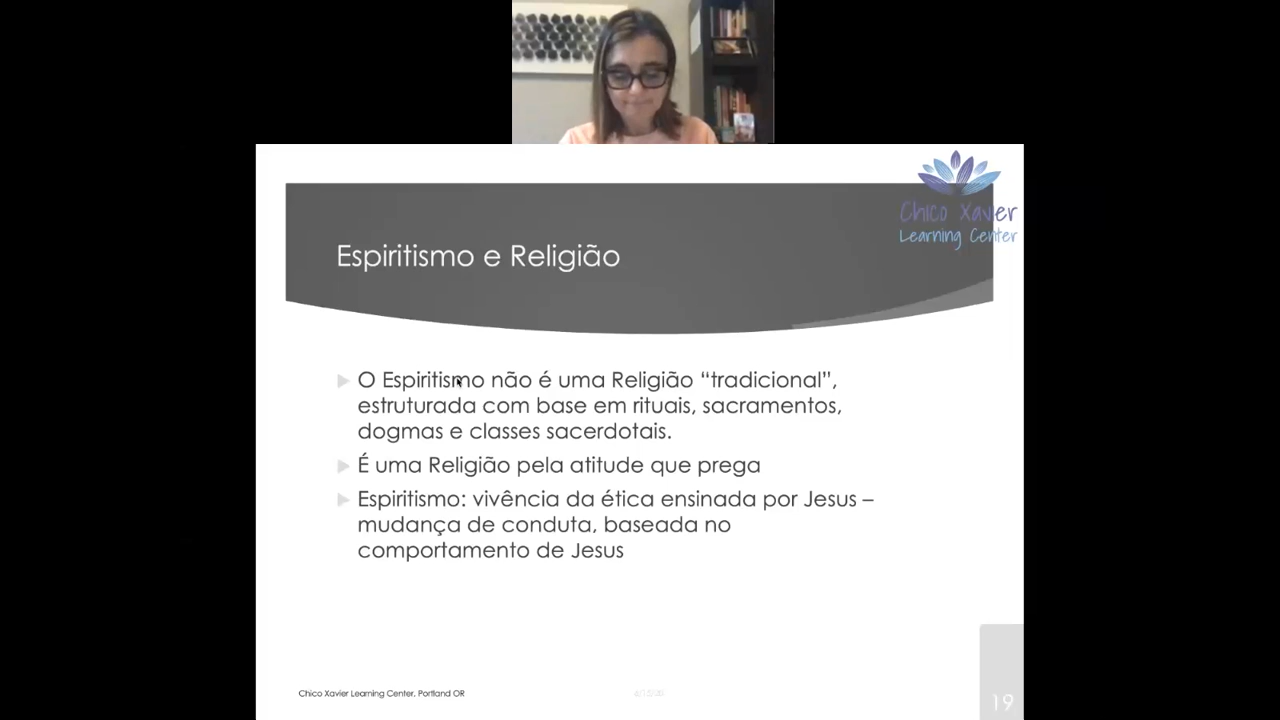 Chico Xavier
Learning Center
Espiritismo e Religião
O Espiritismo não é uma Religião “tradicional”,
estruturada com base em rituais, sacramentos,
dogmas e classes sacerdotais.
É uma Religião pela atitude que prega
Espiritismo: vivência da ética ensinada por Jesus –
mudança de conduta, baseada no
comportamento de Jesus
Chico Xavier Learning Center, Portland OR
19